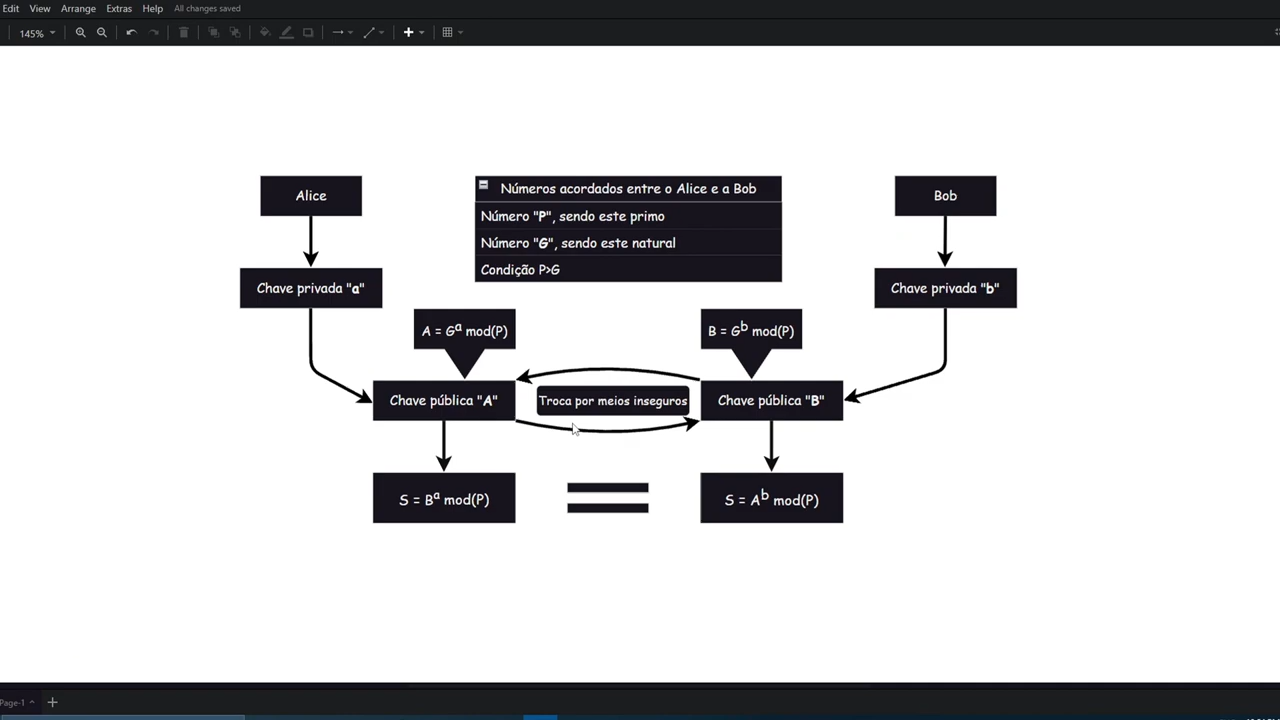 Edit View Arrange Extras Help All changes saved
145%
Alice
Números acordados entre o Alice e a Bob
Bob
Número "P", sendo este primo
Número "G", sendo este natural
Condição P>G
Chave privada "a"
Chave privada "b"
A = Gª mod(P)
B = G^b mod(P)
Chave pública "A"
Troca por meios inseguros
Chave pública "B"
S = Bª mod(P)
S = A^b mod(P)
Page-1